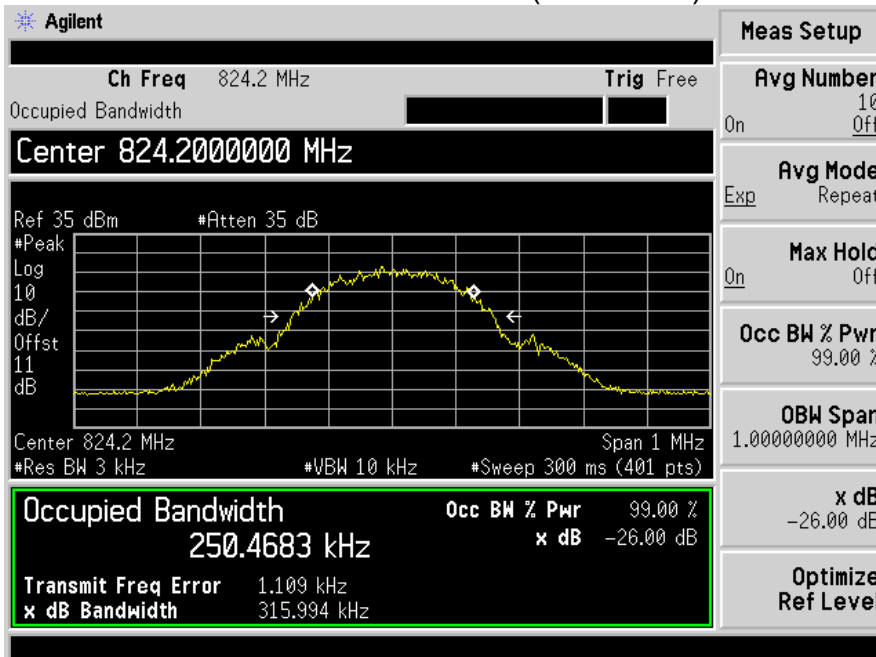 Agilent
Meas Setup
Ch Freq 824.2 MHz Trig Free
Occupied Bandwidth
Avg Number
10
On Off
Center 824.2000000 MHz
Avg Mode
Exp Repeat
Ref 35 dBm #Atten 35 dB
#Peak
Log
10
dB/
Offst
11
dB
Max Hold
On Off
Occ BW % Pwr
99.00 %
OBW Span
1.00000000 MHz
Center 824.2 MHz Span 1 MHz
#Res BW 3 kHz #VBW 10 kHz #Sweep 300 ms (401 pts)
x dB
-26.00 dB
Occupied Bandwidth Occ BW % Pwr 99.00 %
250.4683 kHz x dB -26.00 dB
Transmit Freq Error 1.109 kHz
x dB Bandwidth 315.994 kHz
Optimize
Ref Level